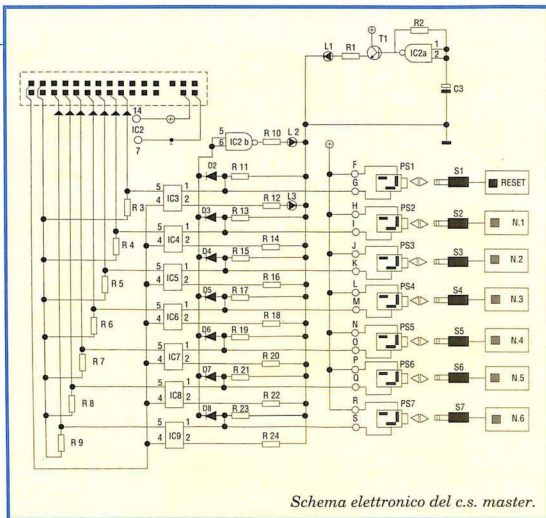 L1
R1
T1
R2
IC2a
1
2
C3
14
IC2
7
5
6
IC2 b
R 10
L 2
D2
R 11
F
G
PS1
S1
RESET
R 3
5
4
IC3
1
2
R 12
L3
D3
R 13
H
I
PS2
S2
N.1
R 4
5
4
IC4
1
2
R 14
D4
R 15
J
K
PS3
S3
N.2
R 5
5
4
IC5
1
2
R 16
D5
R 17
L
M
PS4
S4
N.3
R 6
5
4
IC6
1
2
R 18
D6
R 19
N
O
PS5
S5
N.4
R 7
5
4
IC7
1
2
R 20
D7
R 21
P
Q
PS6
S6
N.5
R 8
5
4
IC8
1
2
R 22
D8
R 23
R
S
PS7
S7
N.6
R 9
5
4
IC9
1
2
R 24
Schema elettronico del c.s. master.